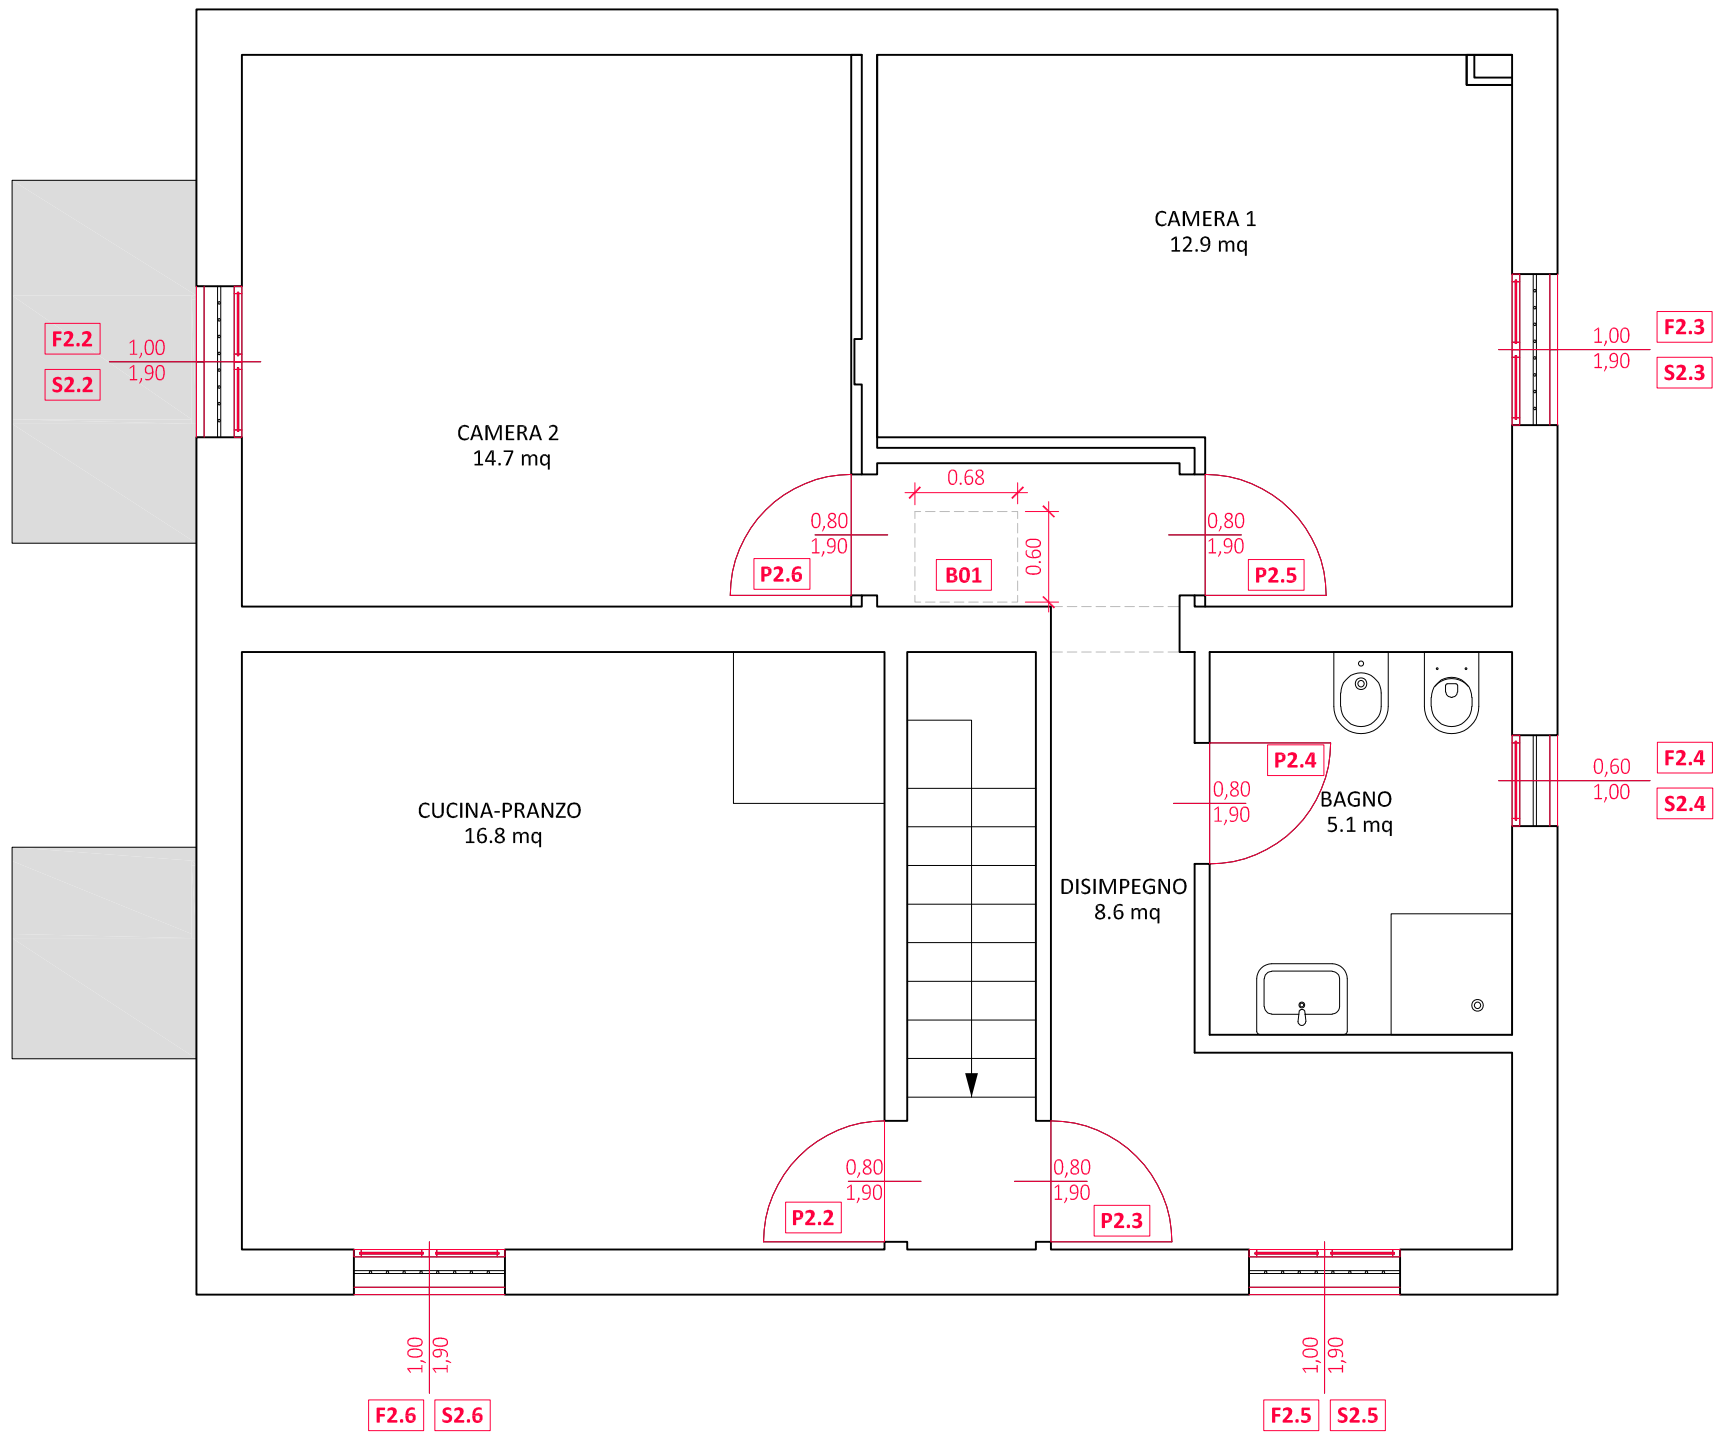 CAMERA 1
12.9 mq
F2.2
1,00
1,90
S2.2
F2.3
1,00
1,90
S2.3
CAMERA 2
14.7 mq
0.68
0,80
1,90
P2.6
B01
0.60
0,80
1,90
P2.5
CUCINA-PRANZO
16.8 mq
P2.4
0,80
1,90
BAGNO
5.1 mq
F2.4
0,60
1,00
S2.4
DISIMPEGNO
8.6 mq
0,80
1,90
P2.2
0,80
1,90
P2.3
1,00
1,90
F2.6
S2.6
1,00
1,90
F2.5
S2.5